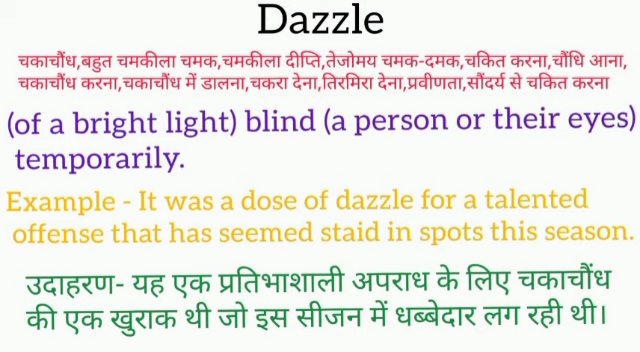 Dazzle
चकाचौंध,बहुत चमकीला चमक,चमकीला दीप्ति,तेजोमय चमक-दमक,चकित करना,चौंधि आना,
चकाचौंध करना,चकाचौंध में डालना,चकरा देना,तिरमिरा देना,प्रवीणता,सौंदर्य से चकित करना
(of a bright light) blind (a person or their eyes)
temporarily.
Example - It was a dose of dazzle for a talented
offense that has seemed staid in spots this season.
उदाहरण- यह एक प्रतिभाशाली अपराध के लिए चकाचौंध
की एक खुराक थी जो इस सीजन में धब्बेदार लग रही थी।